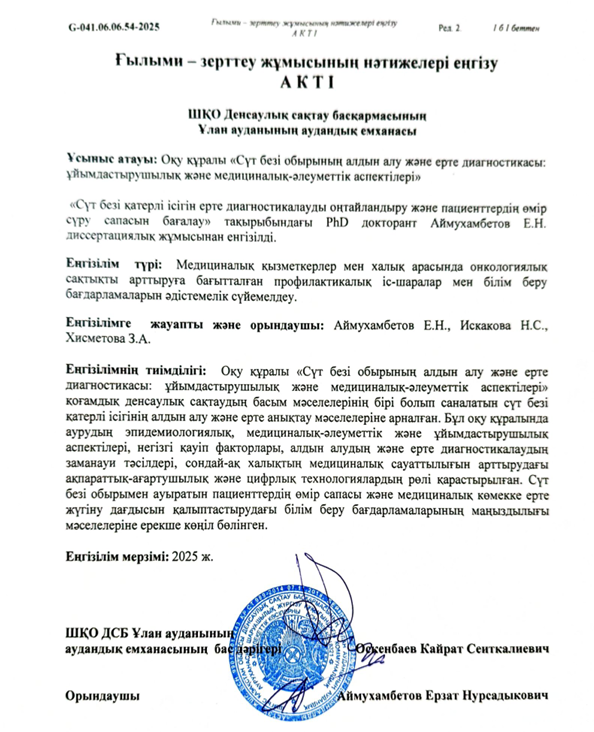 G-041.06.06.54-2025 Ғылыми – зерттеу жұмысының нәтижелері еңгізу Ред. 2. 1 б 1 беттен
А К Т І
Ғылыми – зерттеу жұмысының нәтижелері еңгізу
А К Т І
ШҚО Денсаулық сақтау басқармасының
Ұлан ауданының аудандық емханасы
Ұсыныс атауы: Оқу құралы «Сүт безі обырының алдын алу және ерте диагностикасы:
ұйымдастырушылық және медициналық-әлеуметтік аспектілері»
«Сүт безі қатерлі ісігін ерте диагностикалауды оңтайландыру және пациенттердің өмір
сүру сапасын бағалау» тақырыбындағы PhD докторант Аймухамбетов Е.Н.
диссертациялық жұмысынан енгізілді.
Еңгізілім түрі: Медициналық қызметкерлер мен халық арасында онкологиялық
сақтықты арттыруға бағытталған профилактикалық іс-шаралар мен білім беру
бағдарламаларын әдістемелік сүйемелдеу.
Еңгізілімге жауапты және орындаушы: Аймухамбетов Е.Н., Искакова Н.С.,
Хисметова З.А.
Еңгізілімнің тиімділігі: Оқу құралы «Сүт безі обырының алдын алу және ерте
диагностикасы: ұйымдастырушылық және медициналық-әлеуметтік аспектілері»
қоғамдық денсаулық сақтаудың басым мәселелерінің бірі болып саналатын сүт безі
қатерлі ісігінің алдын алу және ерте анықтау мәселелеріне арналған. Бұл оқу құралында
аурудың эпидемиологиялық, медициналық-әлеуметтік және ұйымдастырушылық
аспектілері, негізгі қауіп факторлары, алдын алудың және ерте диагностикалаудың
заманауи тәсілдері, сондай-ақ халықтың медициналық сауаттылығын арттырудағы
ақпараттық-ағартушылық және цифрлық технологиялардың рөлі қарастырылған. Сүт
безі обырымен ауыратын пациенттердің өмір сапасы және медициналық көмекке ерте
жүгіну дағдысын қалыптастырудағы білім беру бағдарламаларының маңыздылығы
мәселелеріне ерекше көңіл бөлінген.
Еңгізілім мерзімі: 2025 ж.
ШҚО ДСБ Ұлан ауданының
аудандық емханасының бас дәрігері Оскенбаев Кайрат Сеиткалиевич
Орындаушы Аймухамбетов Ерзат Нурсадыкович